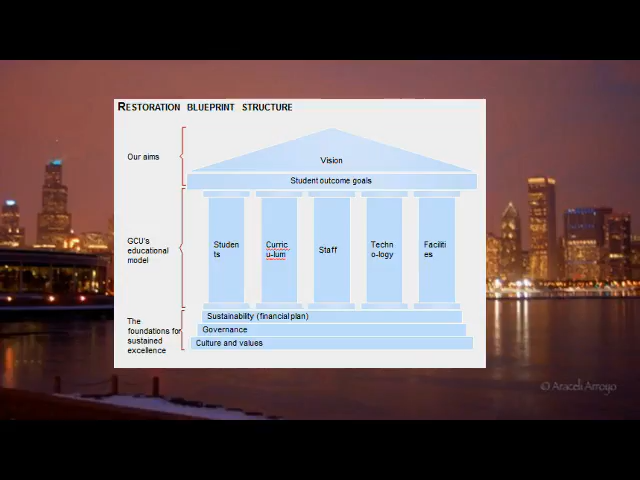 RESTORATION BLUEPRINT STRUCTURE
Our aims
Vision
Student outcome goals
GCU's
educational
model
Studen
ts
Curric
u-lum
Staff
Techn
o-logy
Faciliti
es
The
foundations for
sustained
excellence
Sustainability (financial plan)
Governance
Culture and values
© Araceli Arroyo